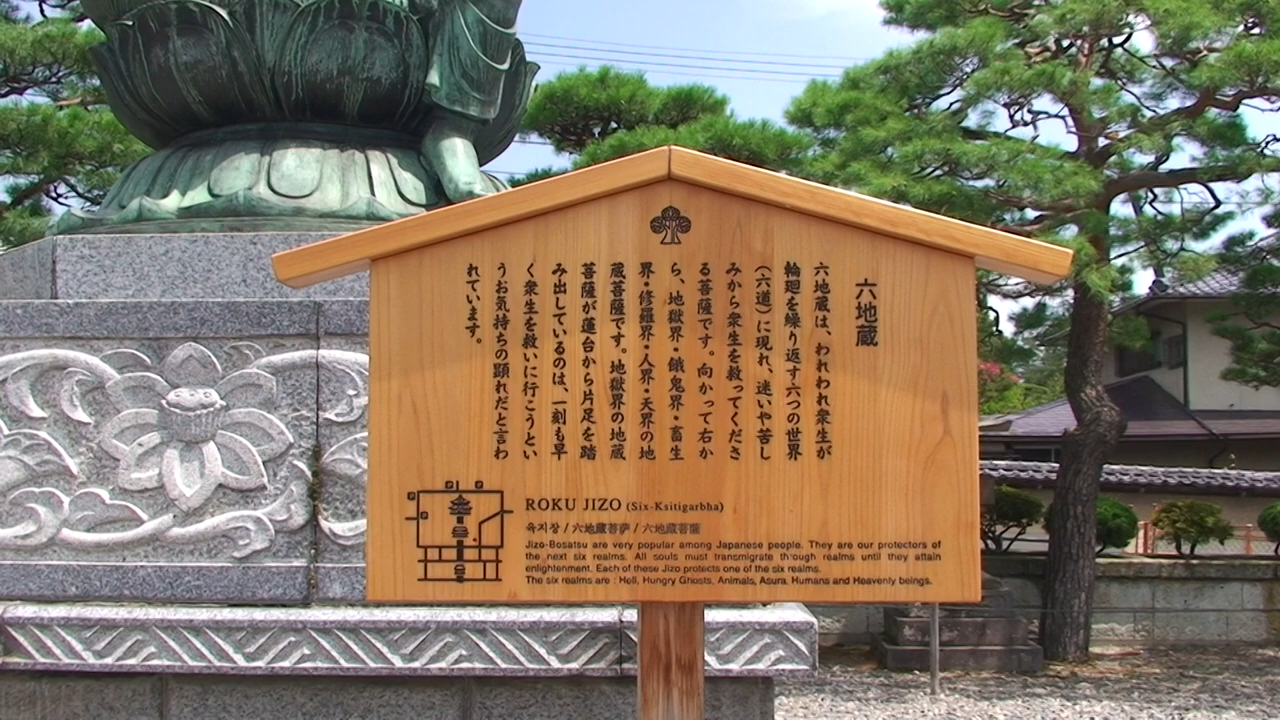 六地蔵
六地蔵は、われわれ衆生が
輪廻を繰り返す六つの世界
（六道）に現れ、迷いや苦し
みから衆生を救ってくださ
る菩薩です。向かって右か
ら、地獄界・餓鬼界・畜生
界・修羅界・人界・天界の地
蔵菩薩です。地獄界の地蔵
菩薩が蓮台から片足を踏
み出しているのは、一刻も早
く衆生を救いに行こうとい
うお気持ちの顕れだと言わ
れています。
ROKU JIZO (Six-Ksitigarbha)
육지장 / 六地蔵菩萨 / 六地蔵菩薩
Jizo-Bosatsu are very popular among Japanese people. They are our protectors of
the next six realms. All souls must transmigrate through realms until they attain
enlightenment. Each of these Jizo protects one of the six realms.
The six realms are : Hell, Hungry Ghosts, Animals, Asura, Humans and Heavenly beings.